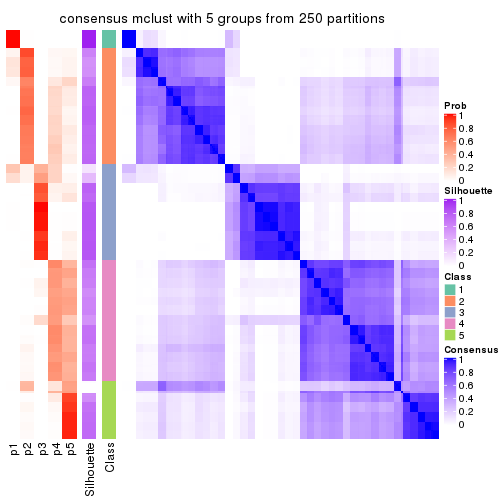 consensus mclust with 5 groups from 250 partitions
Prob
1
0.8
0.6
0.4
0.2
0
Silhouette
1
0.8
0.6
0.4
0.2
0
Class
1
2
3
4
5
Consensus
1
0.8
0.6
0.4
0.2
0
p1
p2
p3
p4
p5
Silhouette
Class